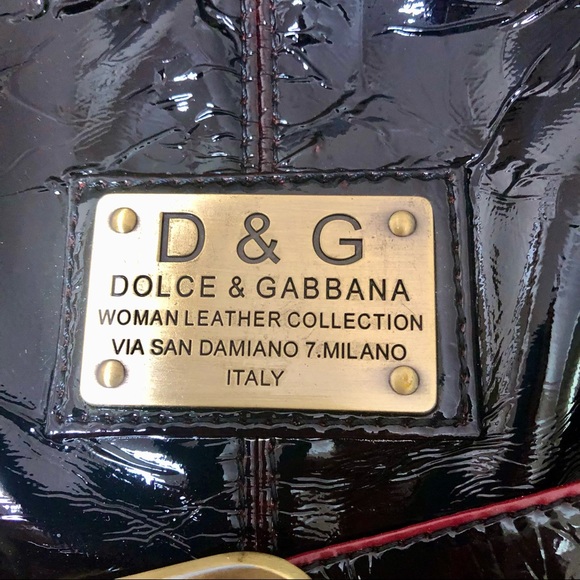 D & G
DOLCE & GABBANA
WOMAN LEATHER COLLECTION
VIA SAN DAMIANO 7.MILANO
ITALY